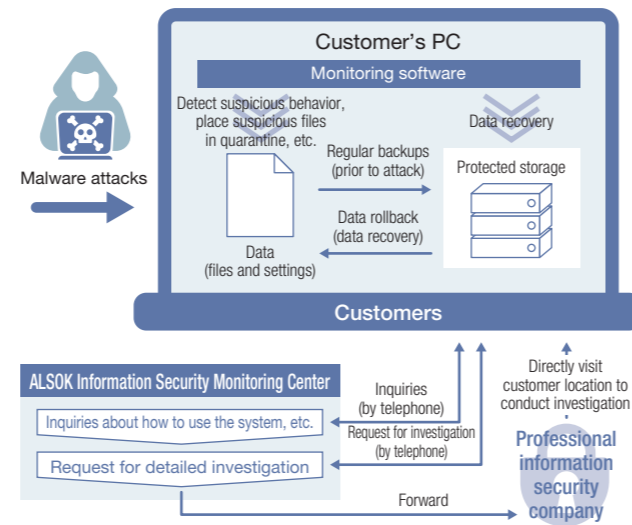 Customer's PC
Monitoring software
Detect suspicious behavior,
place suspicious files
in quarantine, etc.
Data recovery
Malware attacks
Regular backups
(prior to attack)
Protected storage
Data rollback
(data recovery)
Data
(files and settings)
Customers
ALSOK Information Security Monitoring Center
Inquiries about how to use the system, etc.
Request for detailed investigation
Inquiries
(by telephone)
Request for investigation
(by telephone)
Directly visit
customer location to
conduct investigation
Professional
information
security
company
Forward